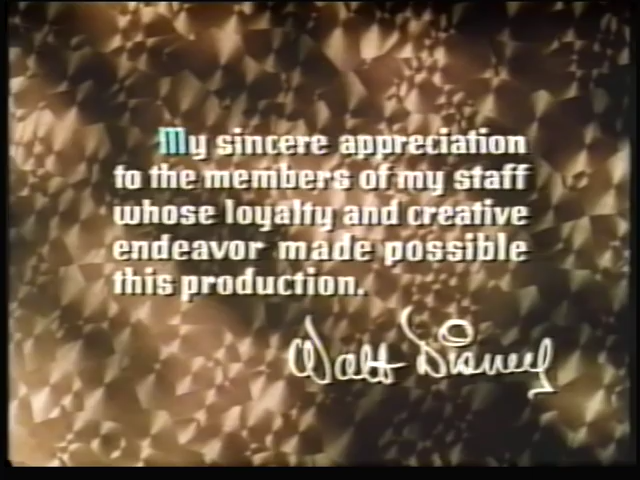 My sincere appreciation
to the members of my staff
whose loyalty and creative
endeavor made possible
this production.
Walt Disney